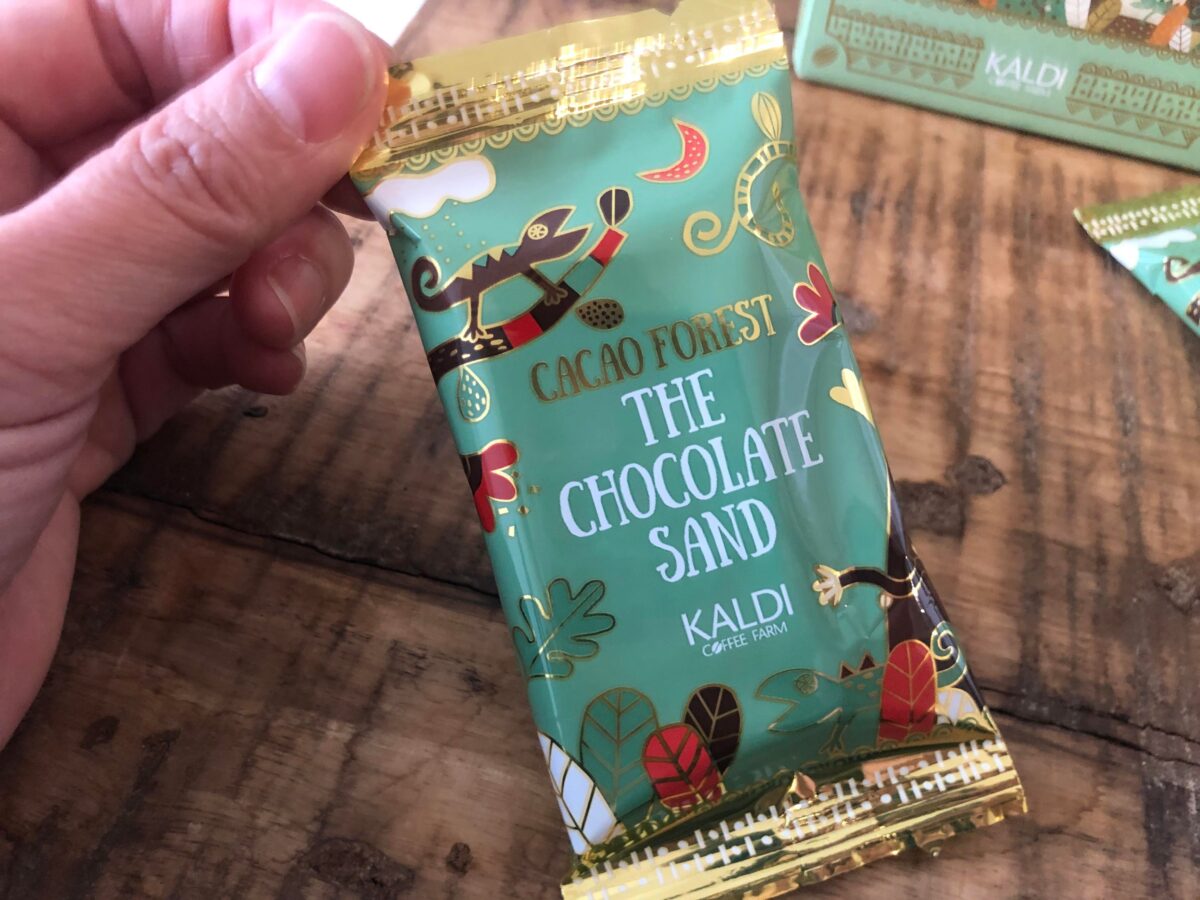 KALDI
CACAO FOREST
THE
CHOCOLATE
SAND
KALDI
COFFEE FARM